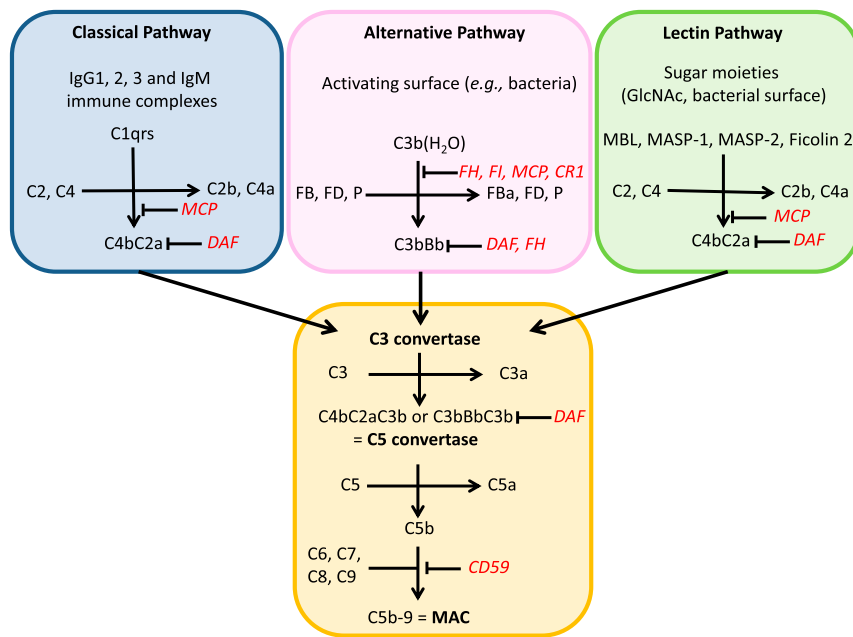 Classical Pathway
IgG1, 2, 3 and IgM
immune complexes
C1qrs
C2, C4
C2b, C4a
MCP
C4bC2a
DAF
Alternative Pathway
Activating surface (e.g., bacteria)
C3b(H₂O)
FH, FI, MCP, CR1
FB, FD, P
FBa, FD, P
C3bBb
DAF, FH
Lectin Pathway
Sugar moieties
(GlcNAc, bacterial surface)
MBL, MASP-1, MASP-2, Ficolin 2
C2, C4
C2b, C4a
MCP
C4bC2a
DAF
C3 convertase
C3
C3a
C4bC2aC3b or C3bBbC3b
DAF
= C5 convertase
C5
C5a
C5b
C6, C7,
C8, C9
CD59
C5b-9 = MAC